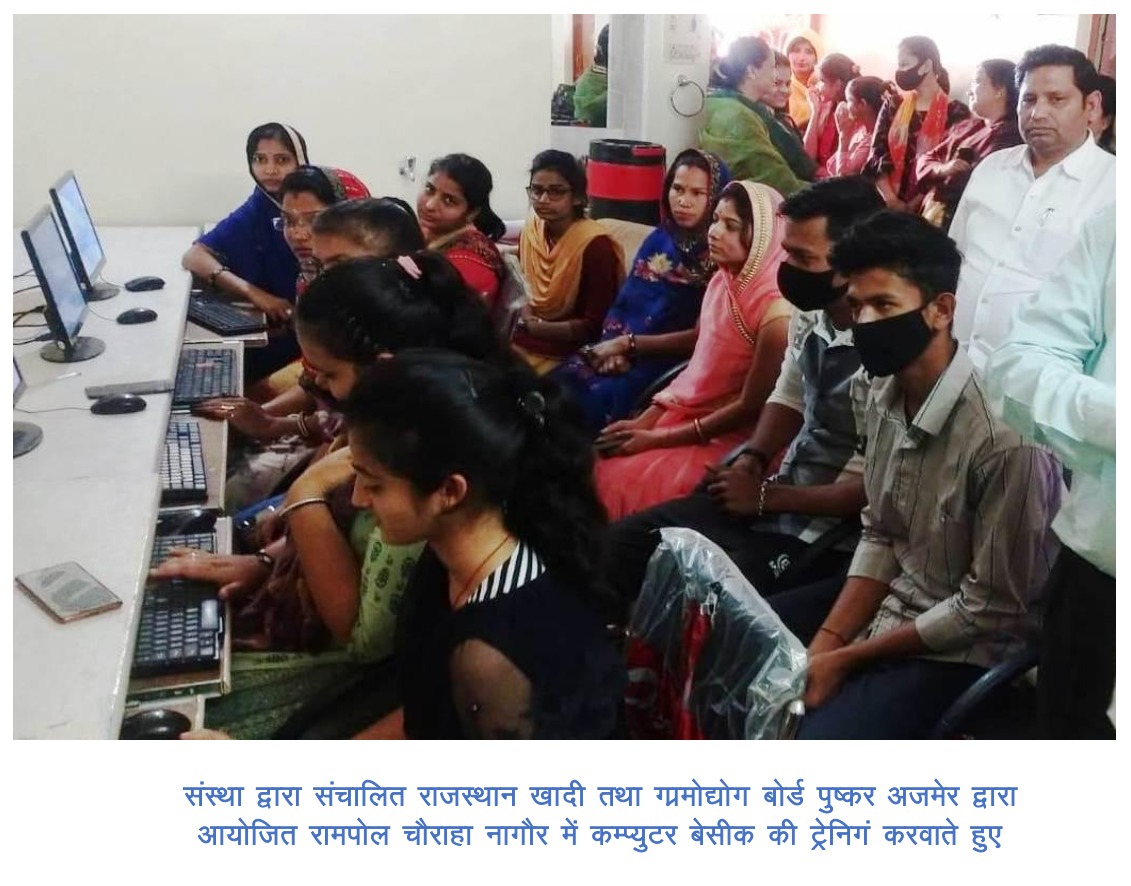 संस्था द्वारा संचालित राजस्थान खादी तथा ग्प्रमोद्योग बोर्ड पुष्कर अजमेर द्वारा
आयोजित रामपोल चौराहा नागौर में कम्प्युटर बेसीक की ट्रेनिगं करवाते हुए